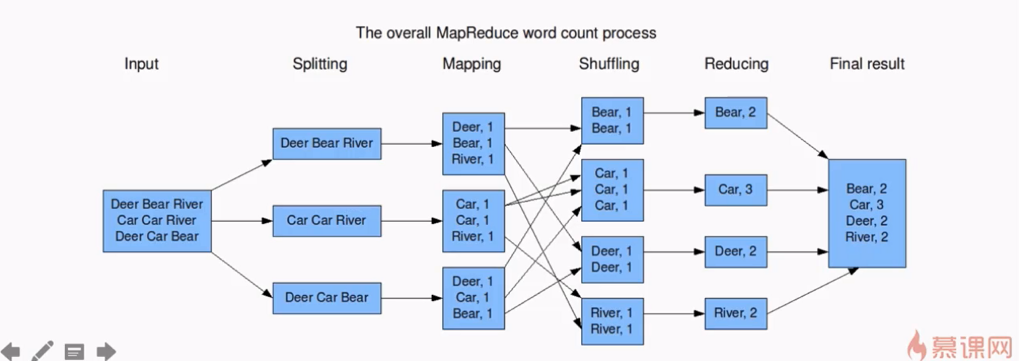 The overall MapReduce word count process
Input
Splitting
Mapping
Shuffling
Reducing
Final result
Deer Bear River
Car Car River
Deer Car Bear
Deer Bear River
Car Car River
Deer Car Bear
Deer, 1
Bear, 1
River, 1
Car, 1
Car, 1
River, 1
Deer, 1
Car, 1
Bear, 1
Bear, 1
Bear, 1
Car, 1
Car, 1
Car, 1
Deer, 1
Deer, 1
River, 1
River, 1
Bear, 2
Car, 3
Deer, 2
River, 2
Bear, 2
Car, 3
Deer, 2
River, 2
慕课网